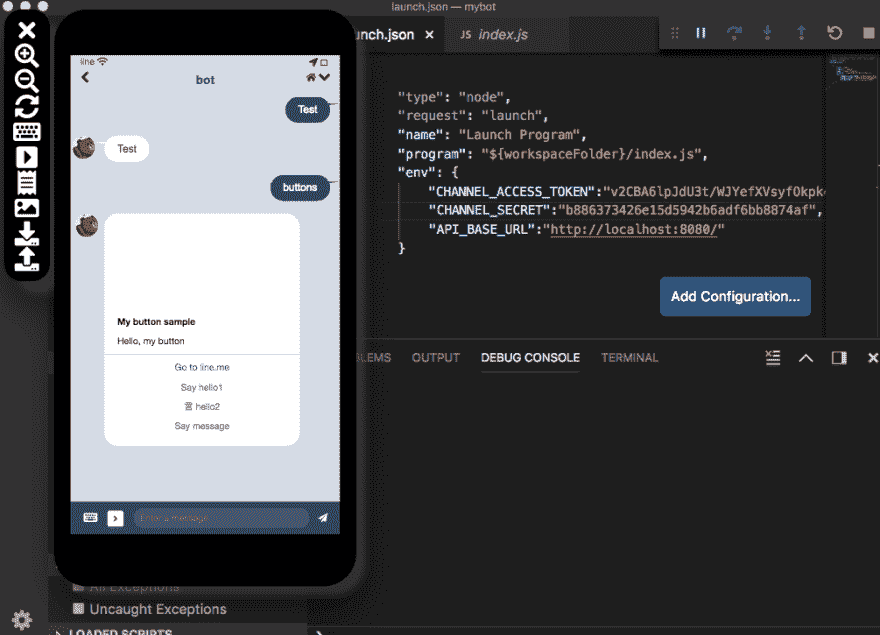 launch.json — mybot
unch.json ×
JS index.js
line
bot
Test
Test
buttons
My button sample
Hello, my button
Go to line.me
Say hello1
hello2
Say message
Enter a message
"type": "node",
"request": "launch",
"name": "Launch Program",
"program": "${workspaceFolder}/index.js",
"env": {
"CHANNEL_ACCESS_TOKEN":"v2CBA6lpJdU3t/WJYefXVsyfOkpk
"CHANNEL_SECRET":"b886373426e15d5942b6adf6bb8874af",
"API_BASE_URL":"http://localhost:8080/"
}
Add Configuration...
BLEMS
OUTPUT
DEBUG CONSOLE
TERMINAL
All Exceptions
Uncaught Exceptions
LOADED SCRIPTS